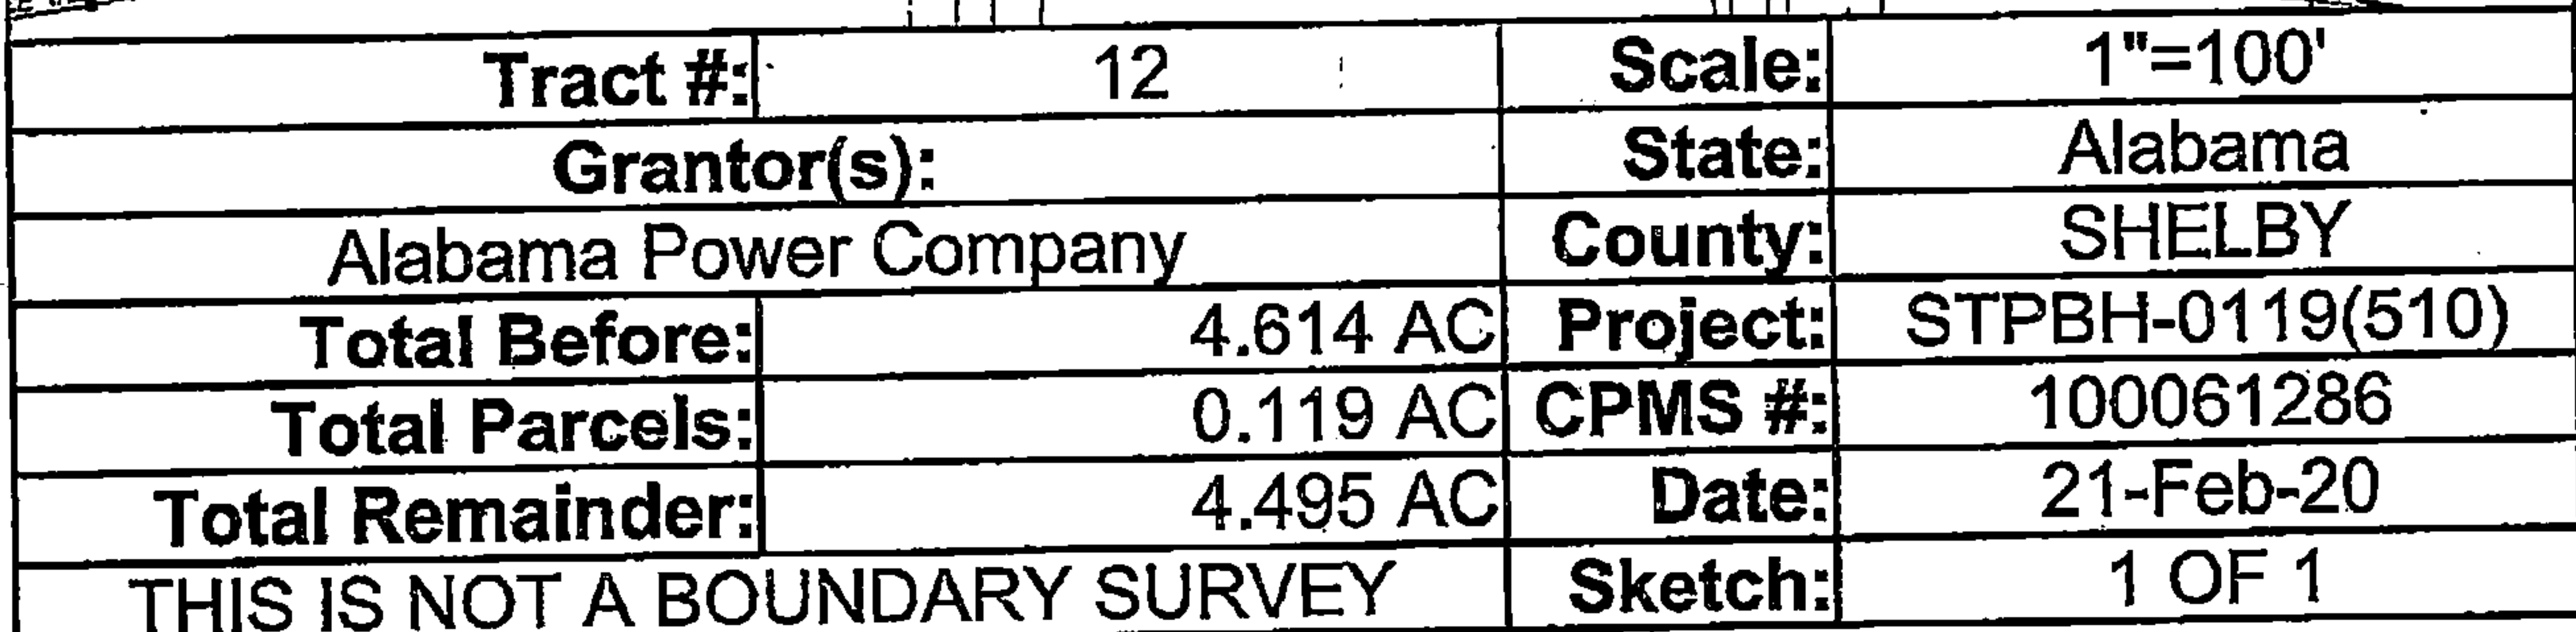 Tract #: 12 Scale: 1"=100'
Grantor(s): State: Alabama
Alabama Power Company County: SHELBY
Total Before: 4.614 AC Project: STPBH-0119(510)
Total Parcels: 0.119 AC CPMS #: 100061286
Total Remainder: 4.495 AC Date: 21-Feb-20
THIS IS NOT A BOUNDARY SURVEY Sketch: 1 OF 1